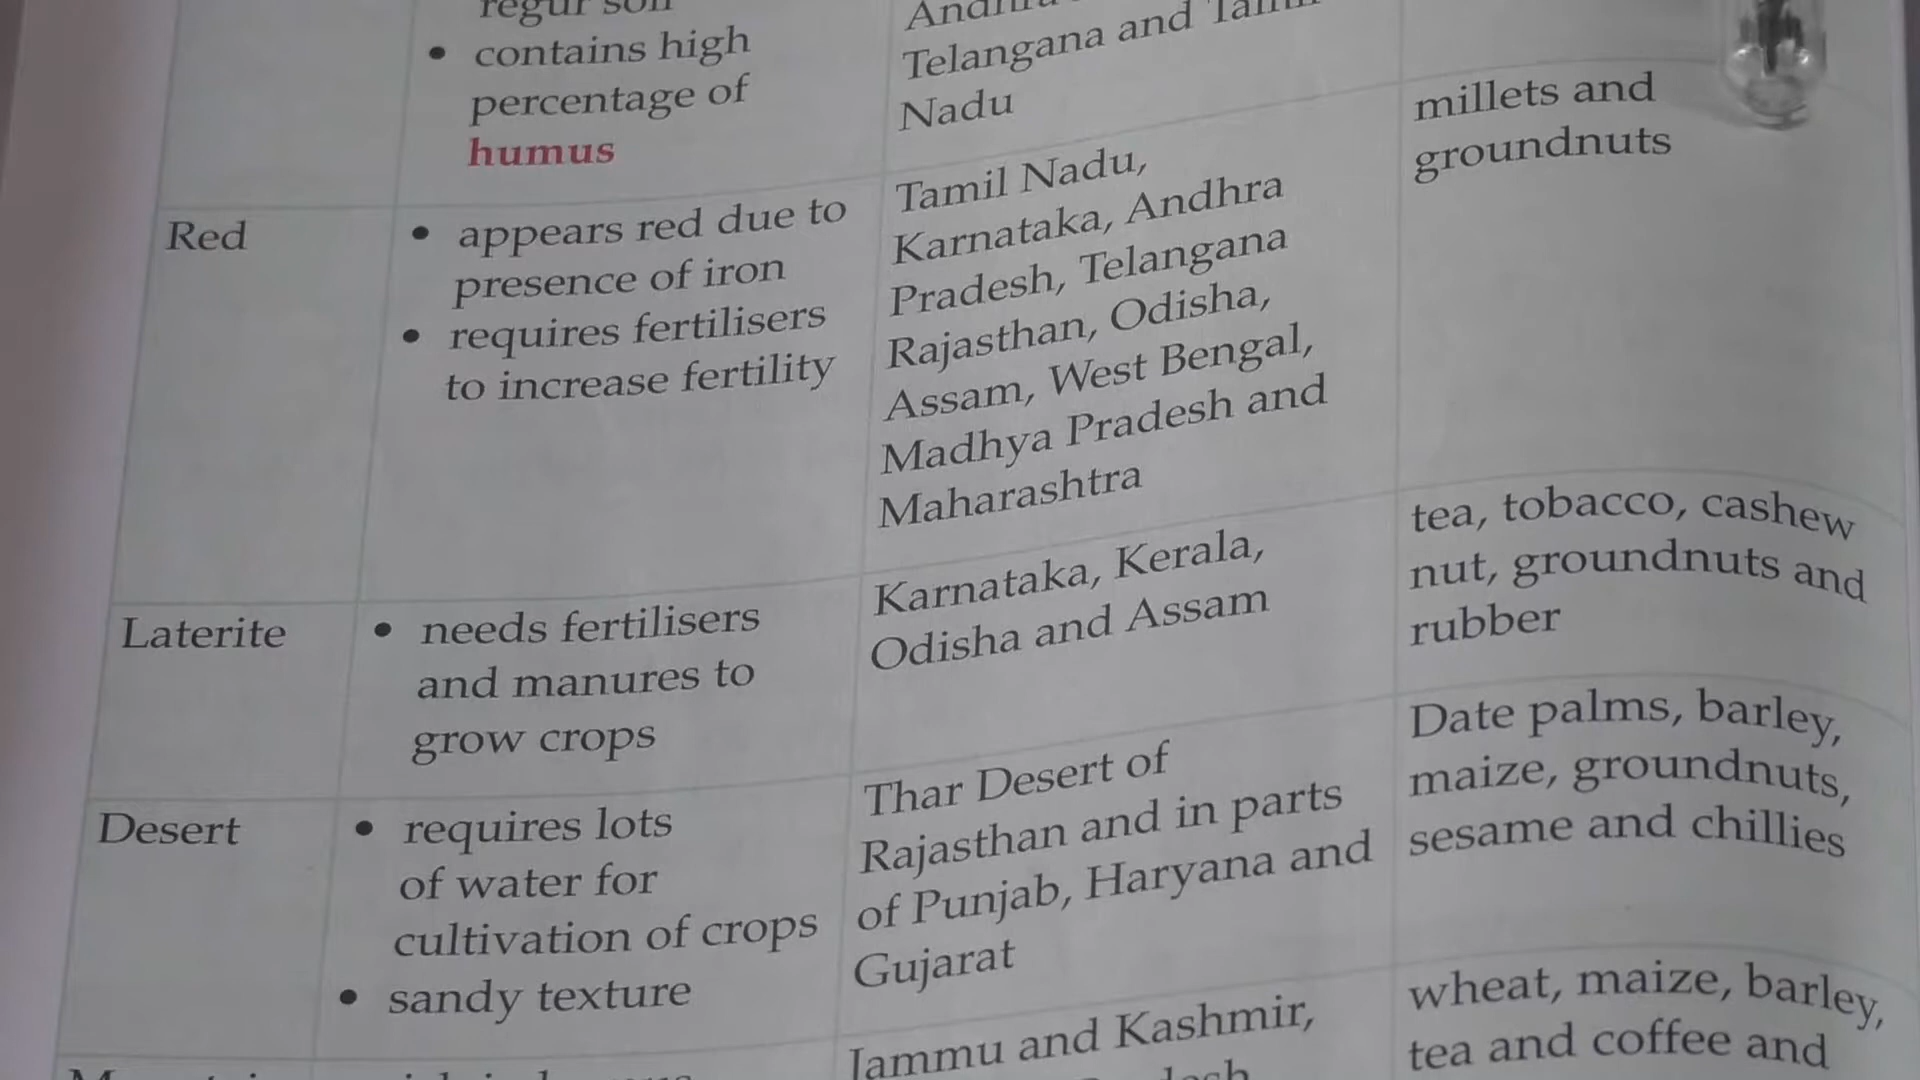 regur soil
• contains high
percentage of
humus
Telangana and
Nadu
Red
• appears red due to
presence of iron
• requires fertilisers
to increase fertility
Tamil Nadu,
Karnataka, Andhra
Pradesh, Telangana
Rajasthan, Odisha,
Assam, West Bengal,
Madhya Pradesh and
Maharashtra
millets and
groundnuts
Laterite
• needs fertilisers
and manures to
grow crops
Karnataka, Kerala,
Odisha and Assam
tea, tobacco, cashew
nut, groundnuts and
rubber
Desert
• requires lots
of water for
cultivation of crops
• sandy texture
Thar Desert of
Rajasthan and in parts
of Punjab, Haryana and
Gujarat
Date palms, barley,
maize, groundnuts,
sesame and chillies
Jammu and Kashmir,
wheat, maize, barley,
tea and coffee and